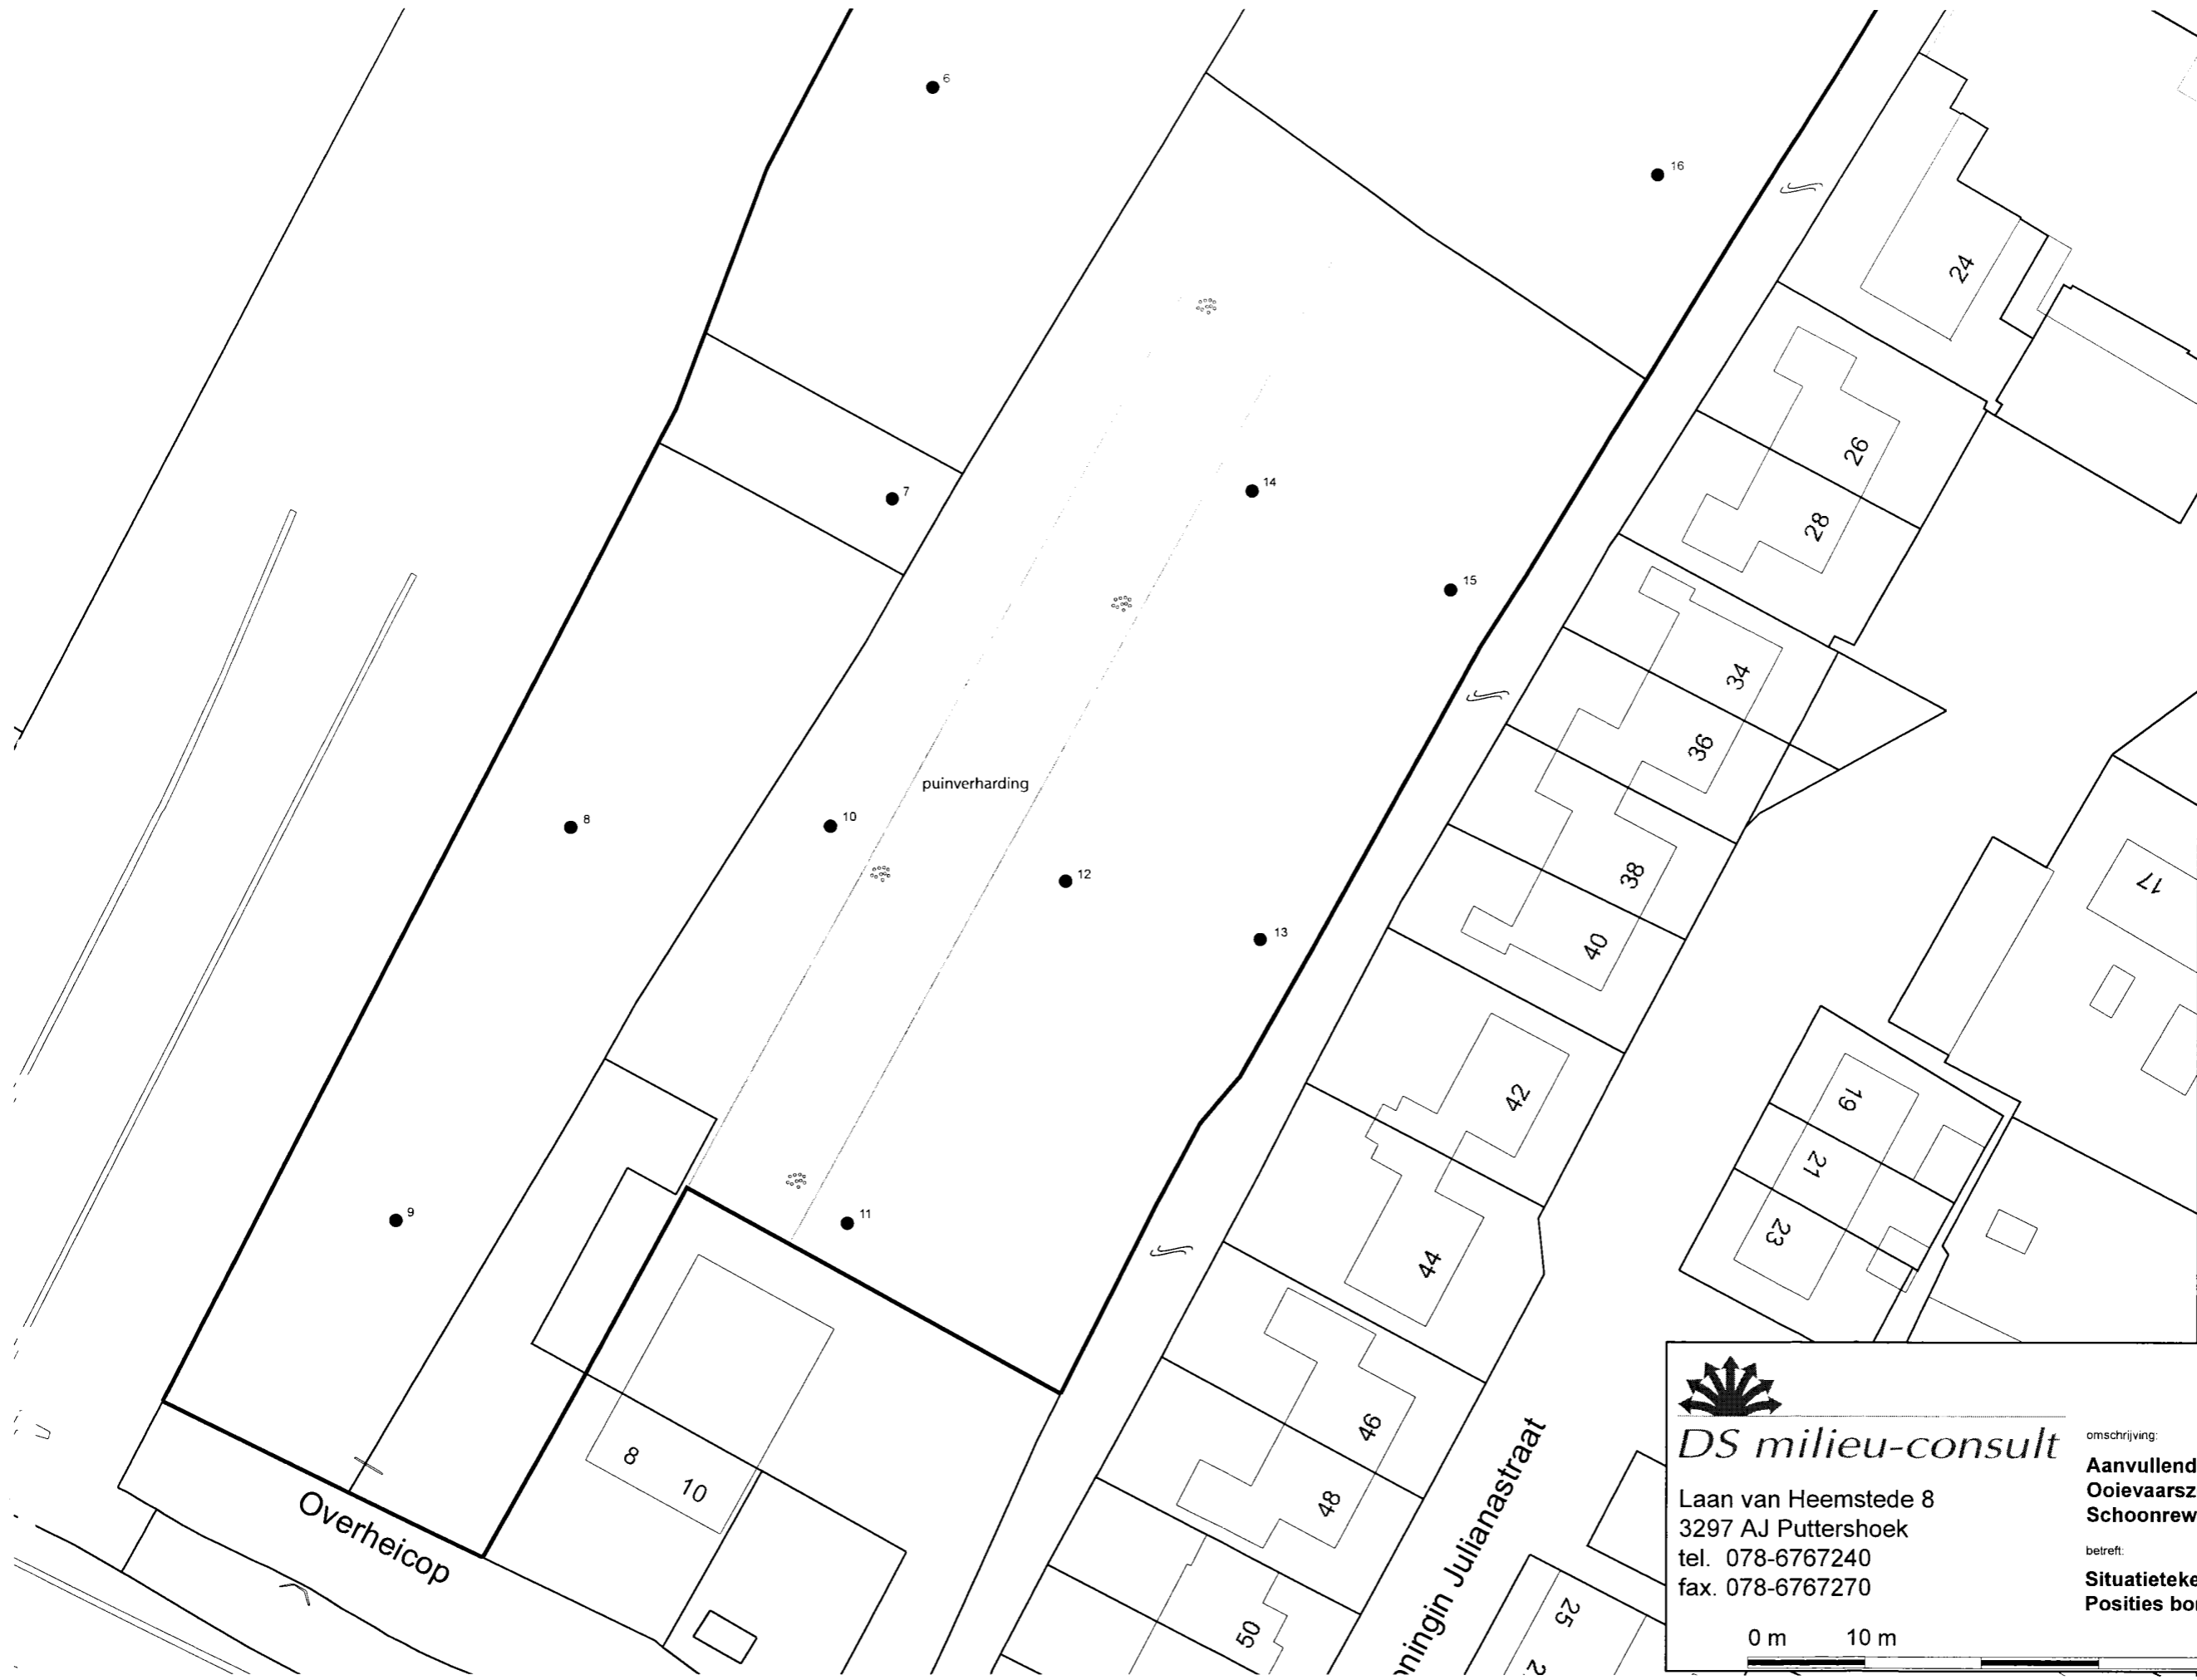 6
16
24
7
14
26
28
15
34
36
puinverharding
8
10
12
38
17
13
40
42
19
21
9
11
23
44
46
8
10
48
Overheicop
oningin Julianastraat
50
25
DS milieu-consult
Laan van Heemstede 8
3297 AJ Puttershoek
tel. 078-6767240
fax. 078-6767270
omschrijving:
Aanvullend
Ooievaarsz
Schoonrew
betreft:
Situatieteke
Posities bo
0 m 10 m